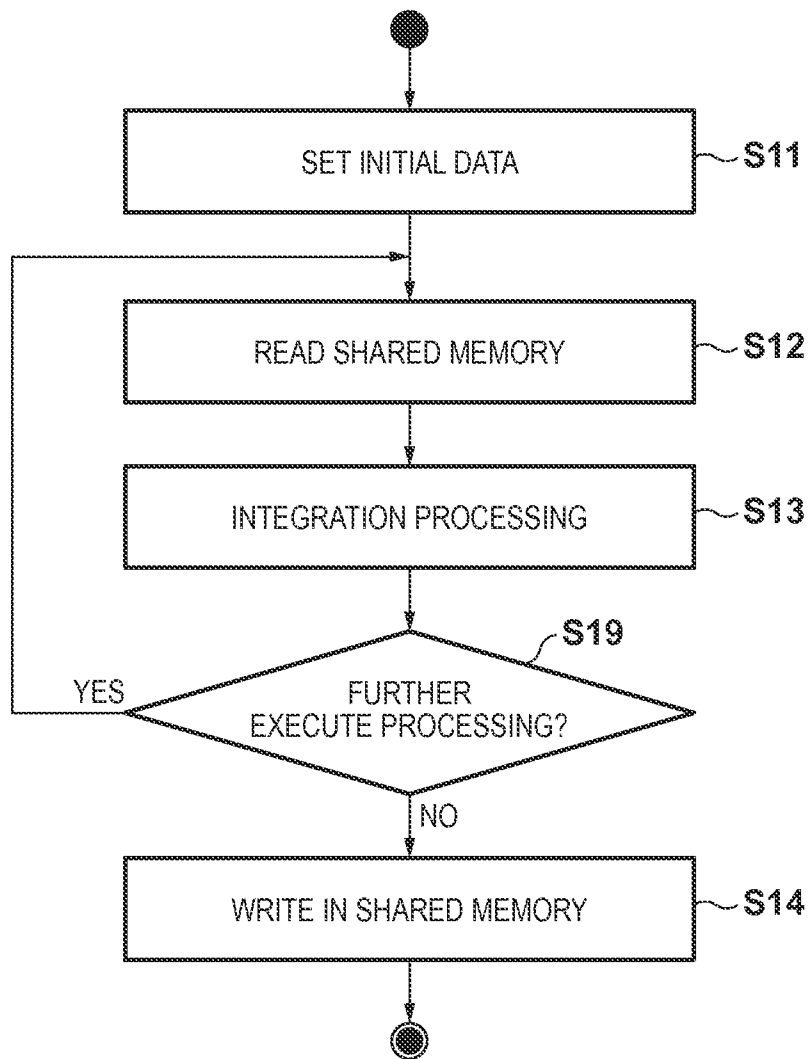 SET INITIAL DATA
S11
READ SHARED MEMORY
S12
INTEGRATION PROCESSING
S13
S19
YES
FURTHER
EXECUTE PROCESSING?
NO
WRITE IN SHARED MEMORY
S14